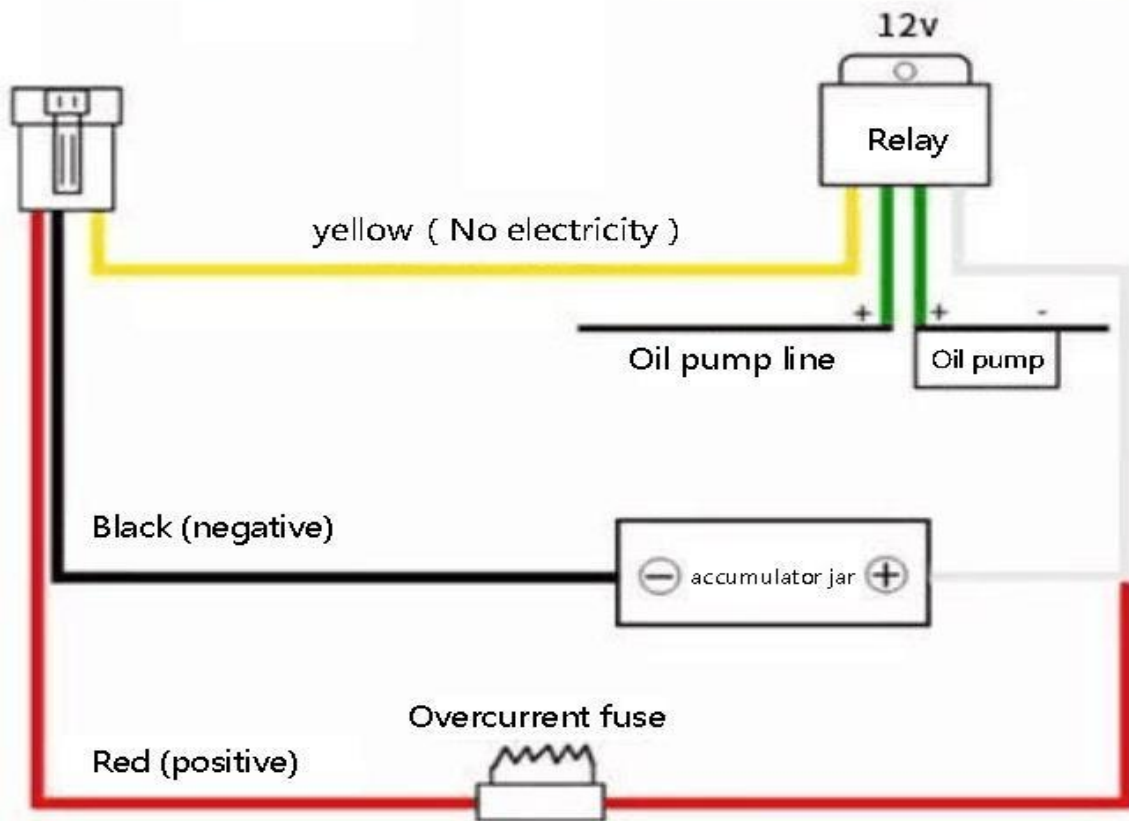 12v
Relay
yellow ( No electricity )
+ + -
Oil pump line
Oil pump
Black (negative)
− accumulator jar +
Overcurrent fuse
Red (positive)